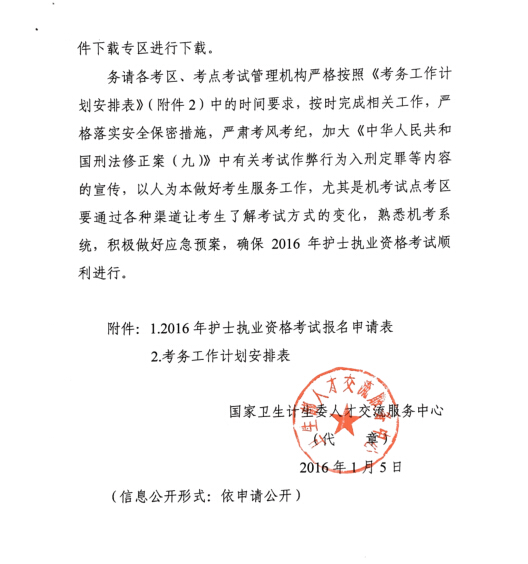 件下载专区进行下载。
务请各考区、考点考试管理机构严格按照《考务工作计
划安排表》（附件2）中的时间要求，按时完成相关工作，严
格落实安全保密措施，严肃考风考纪，加大《中华人民共和
国刑法修正案（九）》中有关考试作弊行为入刑定罪等内容
的宣传，以人为本做好考生服务工作，尤其是机考试点考区
要通过各种渠道让考生了解考试方式的变化，熟悉机考系
统，积极做好应急预案，确保 2016 年护士执业资格考试顺
利进行。
附件：1.2016 年护士执业资格考试报名申请表
2.考务工作计划安排表
国家卫生计生委人才交流服务中心
（代 章）
2016 年 1 月 5 日
（信息公开形式：依申请公开）